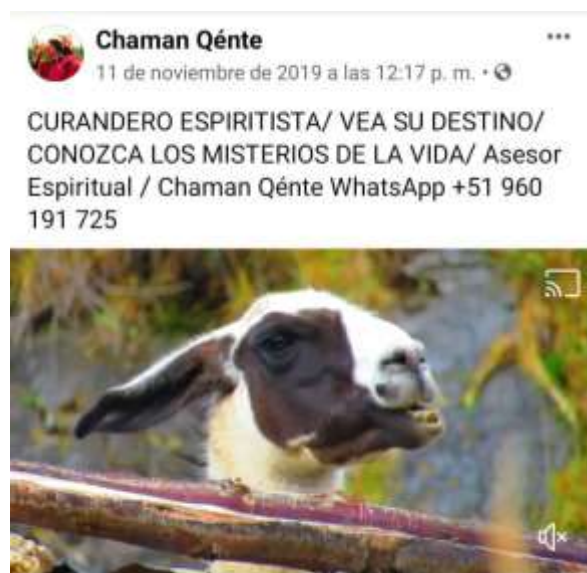 Chaman Qénte
11 de noviembre de 2019 a las 12:17 p. m. •
CURANDERO ESPIRITISTA/ VEA SU DESTINO/
CONOZCA LOS MISTERIOS DE LA VIDA/ Asesor
Espiritual / Chaman Qénte WhatsApp +51 960
191 725